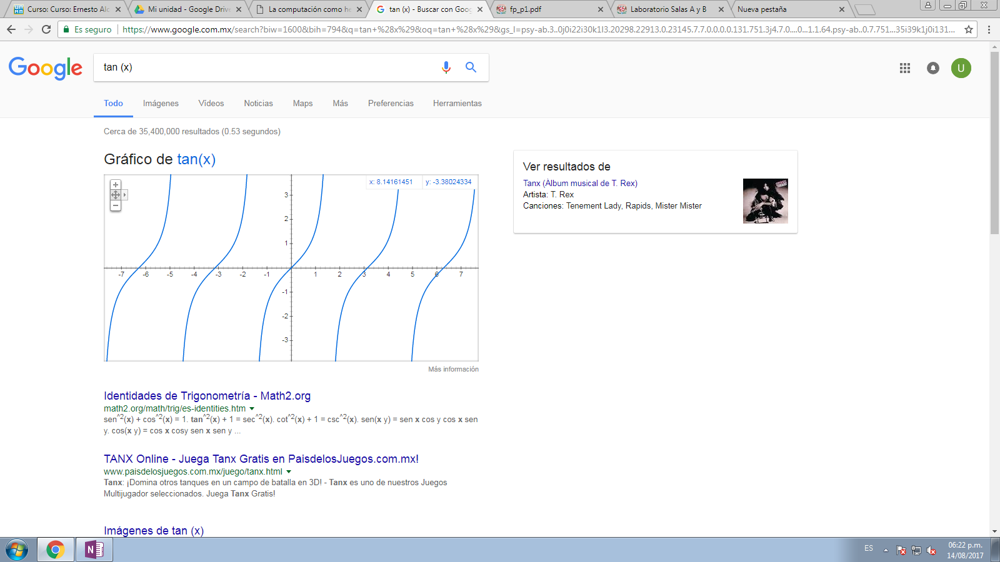 Curso: Curso: Ernesto Alc
Mi unidad - Google Drive
La computación como he
tan (x) - Buscar con Goog
fp_p1.pdf
Laboratorio Salas A y B
Nueva pestaña
Es seguro
https://www.google.com.mx/search?biw=1600&bih=794&q=tan+%28x%29&oq=tan+%28x%29&gs_l=psy-ab.3..0j0i22i30k1l3.20298.22913.0.23145.7.7.0.0.0.0.131.751.3j4.7.0....0...1.1.64.psy-ab..0.7.751...35i39k1j0i131...
Google
tan (x)
U
Todo Imágenes Vídeos Noticias Maps Más Preferencias Herramientas
Cerca de 35,400,000 resultados (0.53 segundos)
Gráfico de tan(x)
x: 8.14161451 y: -3.38024334
3
2
1
-7 -6 -5 -4 -3 -2 -1 1 2 3 4 5 6 7
-1
-2
-3
Más información
Ver resultados de
Tanx (Álbum musical de T. Rex)
Artista: T. Rex
Canciones: Tenement Lady, Rapids, Mister Mister
Identidades de Trigonometría - Math2.org
math2.org/math/trig/es-identities.htm
sen^2(x) + cos^2(x) = 1. tan^2(x) + 1 = sec^2(x). cot^2(x) + 1 = csc^2(x). sen(x y) = sen x cos y cos x sen
y. cos(x y) = cos x cosy sen x sen y ...
TANX Online - Juega Tanx Gratis en PaisdelosJuegos.com.mx!
www.paisdelosjuegos.com.mx/juego/tanx.html
Tanx: ¡Domina otros tanques en un campo de batalla en 3D! - Tanx es uno de nuestros Juegos
Multijugador seleccionados. Juega Tanx Gratis!
Imágenes de tan (x)
N
ES
06:22 p.m.
14/08/2017